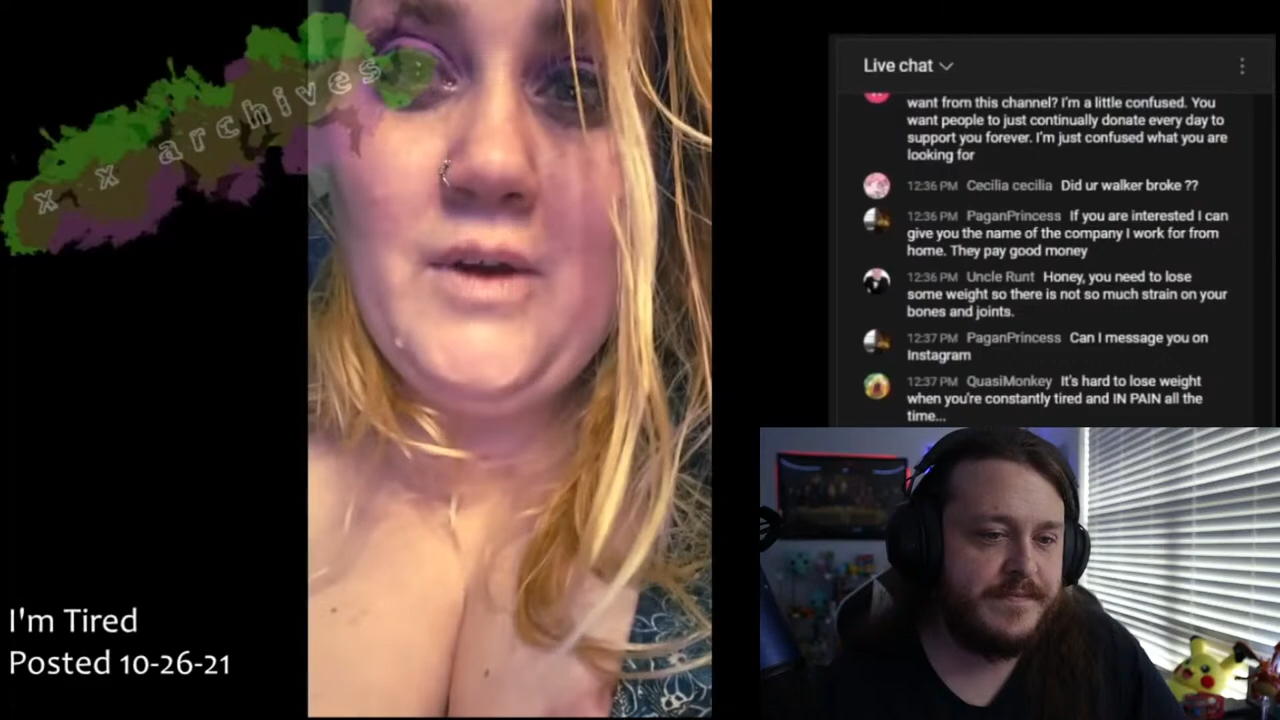 x x archives
Live chat
want from this channel? I'm a little confused. You
want people to just continually donate every day to
support you forever. I'm just confused what you are
looking for
12:36 PM Cecilia cecilia Did ur walker broke ??
12:36 PM PaganPrincess If you are interested I can
give you the name of the company I work for from
home. They pay good money
12:36 PM Uncle Runt Honey, you need to lose
some weight so there is not so much strain on your
bones and joints.
12:37 PM PaganPrincess Can I message you on
Instagram
12:37 PM QuasiMonkey It's hard to lose weight
when you're constantly tired and IN PAIN all the
time...
I'm Tired
Posted 10-26-21